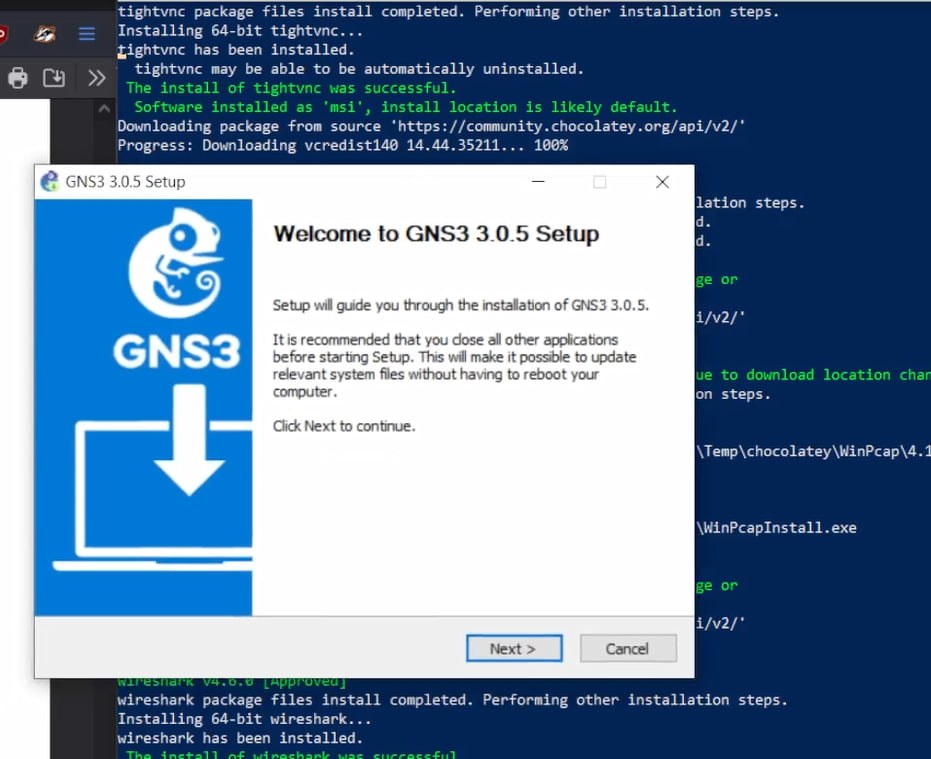 tightvnc package files install completed. Performing other installation steps.
Installing 64-bit tightvnc...
tightvnc has been installed.
tightvnc may be able to be automatically uninstalled.
The install of tightvnc was successful.
Software installed as 'msi', install location is likely default.
Downloading package from source 'https://community.chocolatey.org/api/v2/'
Progress: Downloading vcredist140 14.44.35211... 100%
GNS3 3.0.5 Setup
lation steps.
d.
d.
ge or
i/v2/'
ue to download location chan
on steps.
\Temp\chocolatey\WinPcap\4.1
\WinPcapInstall.exe
ge or
i/v2/'
GNS3
Welcome to GNS3 3.0.5 Setup
Setup will guide you through the installation of GNS3 3.0.5.
It is recommended that you close all other applications
before starting Setup. This will make it possible to update
relevant system files without having to reboot your
computer.
Click Next to continue.
Next >
Cancel
wireshark v4.6.0 [Approved]
wireshark package files install completed. Performing other installation steps.
Installing 64-bit wireshark...
wireshark has been installed.
The install of wireshark was successful